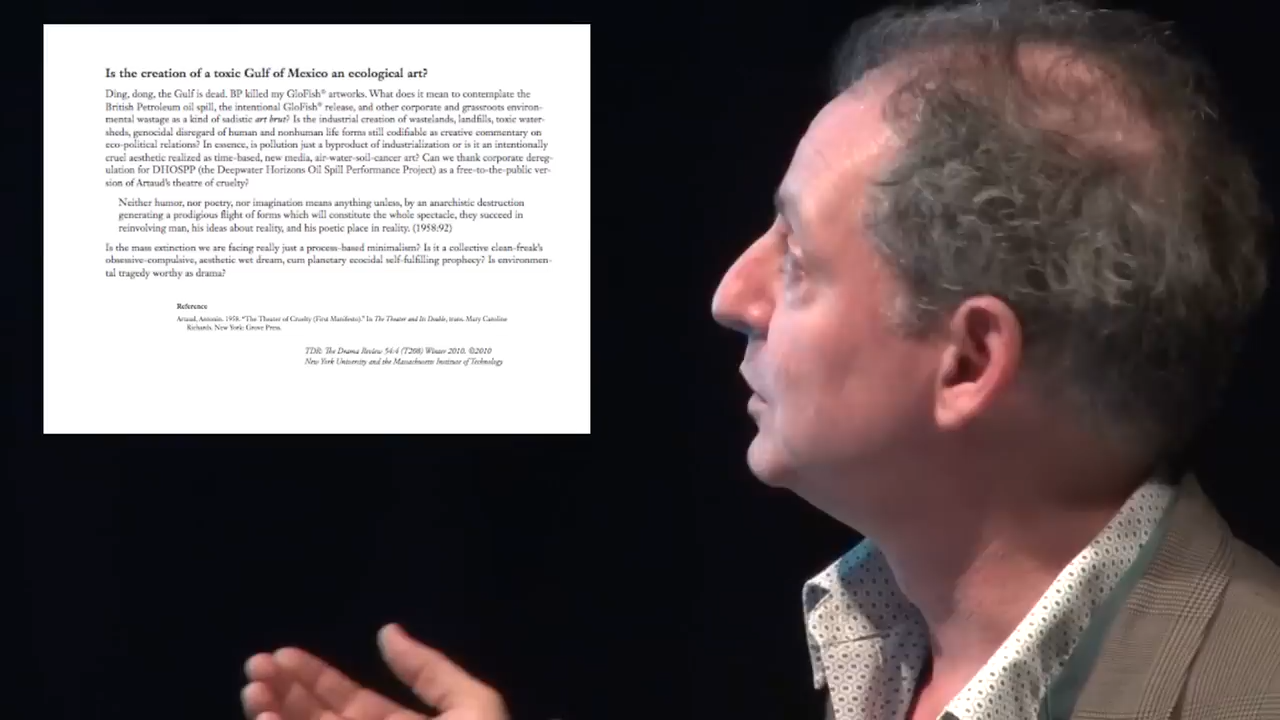 Is the creation of a toxic Gulf of Mexico an ecological art?
Ding, dong, the Gulf is dead. BP killed my GloFish® artworks. What does it mean to contemplate the
British Petroleum oil spill, the intentional GloFish® release, and other corporate and grassroots environ-
mental wastage as a kind of sadistic art brut? Is the industrial creation of wastelands, landfills, toxic water-
sheds, genocidal disregard of human and nonhuman life forms still codifiable as creative commentary on
eco-political relations? In essence, is pollution just a byproduct of industrialization or is it an intentionally
cruel aesthetic realized as time-based, new media, air-water-soil-cancer art? Can we thank corporate dereg-
ulation for DHOSPP (the Deepwater Horizons Oil Spill Performance Project) as a free-to-the-public ver-
sion of Artaud's theatre of cruelty?
Neither humor, nor poetry, nor imagination means anything unless, by an anarchistic destruction
generating a prodigious flight of forms which will constitute the whole spectacle, they succeed in
reinvolving man, his ideas about reality, and his poetic place in reality. (1958:92)
Is the mass extinction we are facing really just a process-based minimalism? Is it a collective clean-freak's
obsessive-compulsive, aesthetic wet dream, cum planetary ecocidal self-fulfilling prophecy? Is environmen-
tal tragedy worthy as drama?
Reference
Artaud, Antonin. 1958. "The Theater of Cruelty (First Manifesto)." In The Theater and Its Double, trans. Mary Caroline
Richards. New York: Grove Press.
TDR: The Drama Review 54:4 (T208) Winter 2010. ©2010
New York University and the Massachusetts Institute of Technology